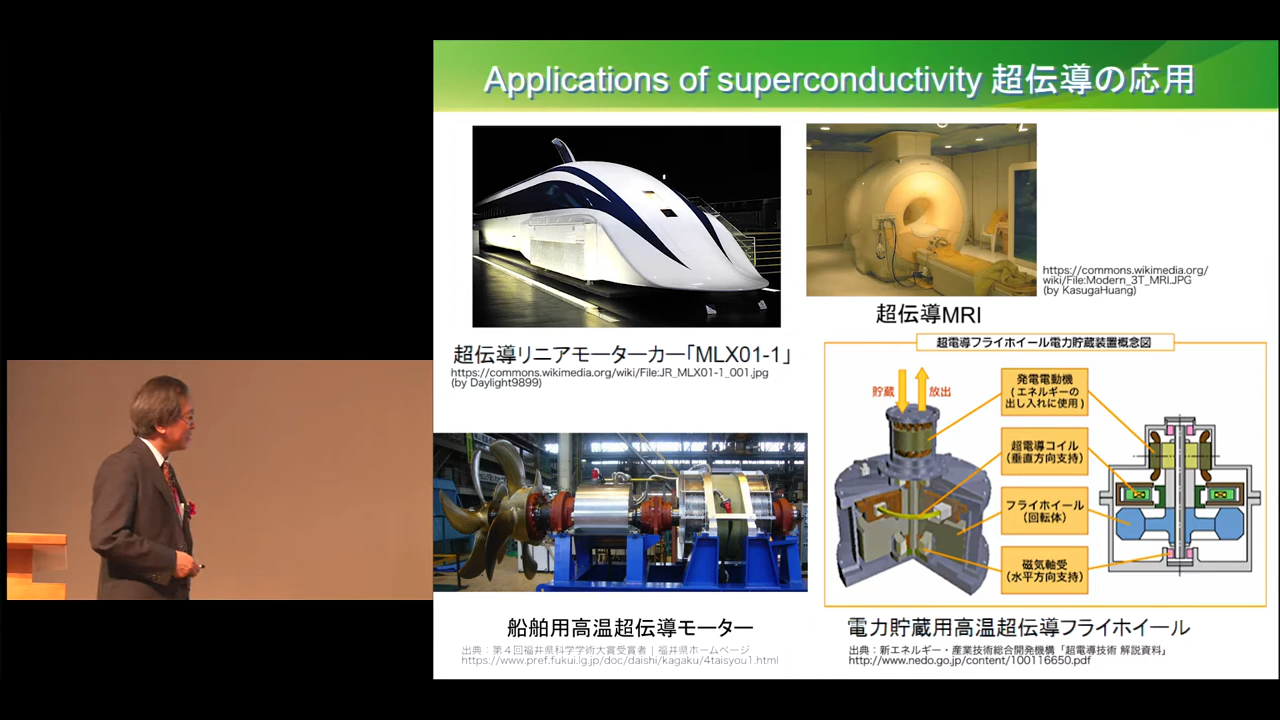 Applications of superconductivity 超伝導の応用
超伝導リニアモーターカー「MLX01-1」
https://commons.wikimedia.org/wiki/File:JR_MLX01-1_001.jpg
(by Daylight9899)
https://commons.wikimedia.org/
wiki/File:Modern_3T_MRI.JPG
(by KasugaHuang)
超伝導MRI
超電導フライホイール電力貯蔵装置概念図
貯蔵
放出
発電電動機
(エネルギーの
出し入れに使用)
超電導コイル
(垂直方向支持)
フライホイール
(回転体)
磁気軸受
(水平方向支持)
船舶用高温超伝導モーター
出典:第4回福井県科学学術大賞受賞者|福井県ホームページ
https://www.pref.fukui.lg.jp/doc/daishi/kagaku/4taisyou1.html
電力貯蔵用高温超伝導フライホイール
出典:新エネルギー・産業技術総合開発機構「超電導技術 解説資料」
http://www.nedo.go.jp/content/100116650.pdf